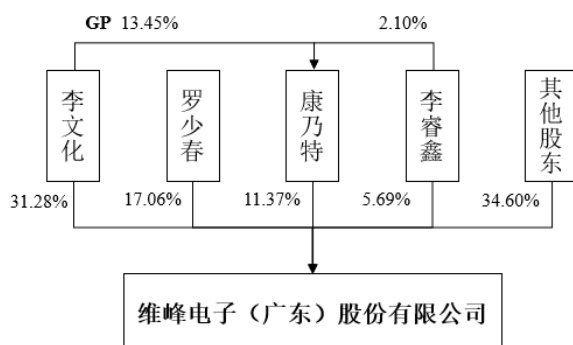 GP 13.45% 2.10%
李文化
罗少春
康乃特
李睿鑫
其他股东
31.28% 17.06% 11.37% 5.69% 34.60%
维峰电子（广东）股份有限公司